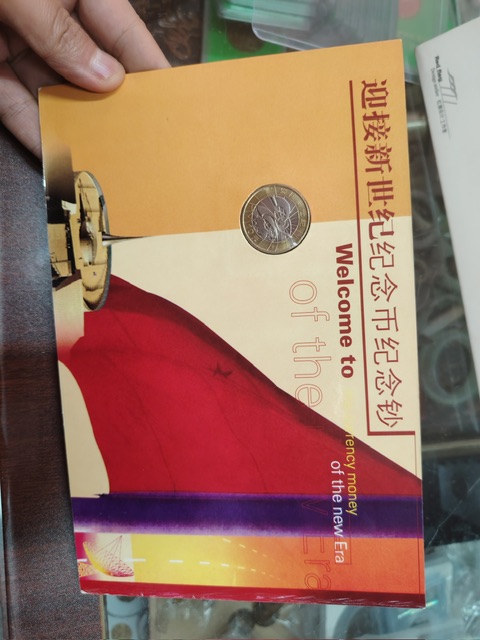 迎接新世纪纪念币纪念钞
Welcome to
of the
rency money
of the new Era
Era